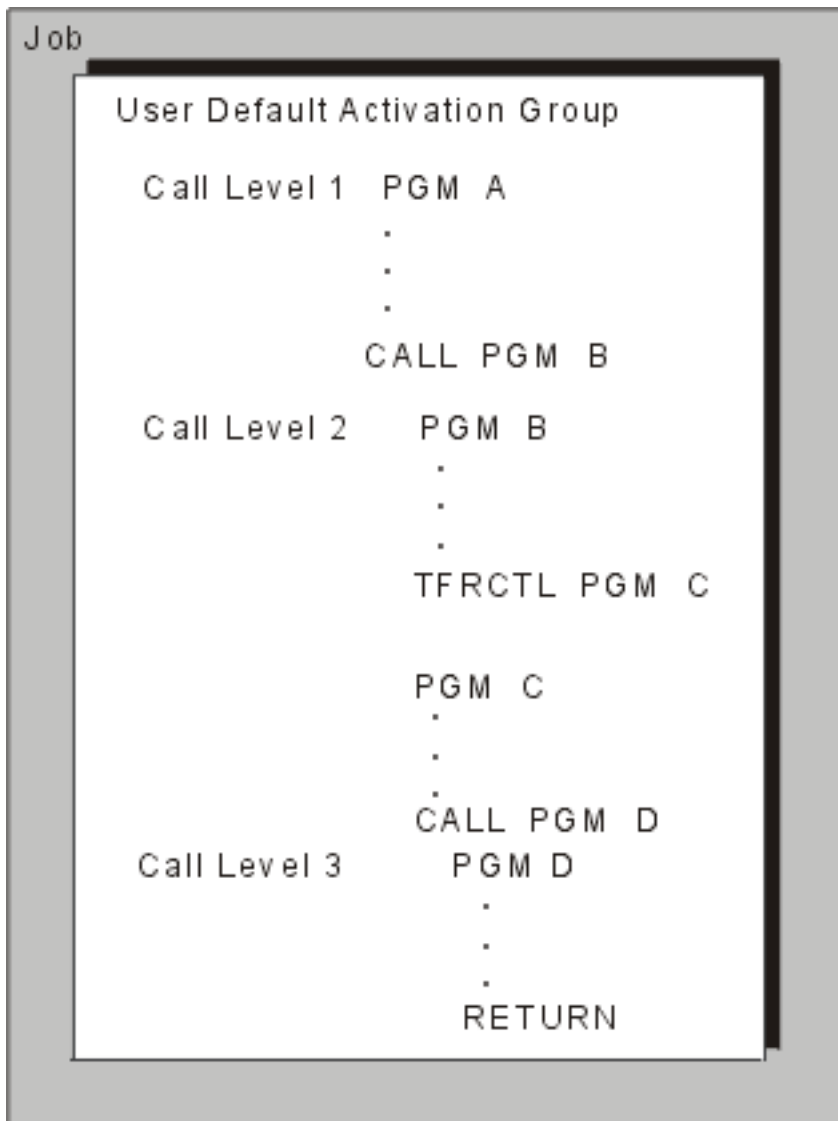 Job
User Default Activation Group
Call Level 1 PGM A
.
.
.
CALL PGM B
Call Level 2 PGM B
.
.
.
TFRCTL PGM C
PGM C
.
.
.
CALL PGM D
Call Level 3 PGM D
.
.
.
RETURN